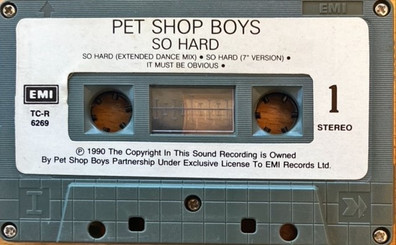 EMI
PET SHOP BOYS
SO HARD
SO HARD (EXTENDED DANCE MIX) • SO HARD (7" VERSION) •
IT MUST BE OBVIOUS •
EMI
TC-R
6269
1
STEREO
℗ 1990 The Copyright In This Sound Recording is Owned
By Pet Shop Boys Partnership Under Exclusive License To EMI Records Ltd.